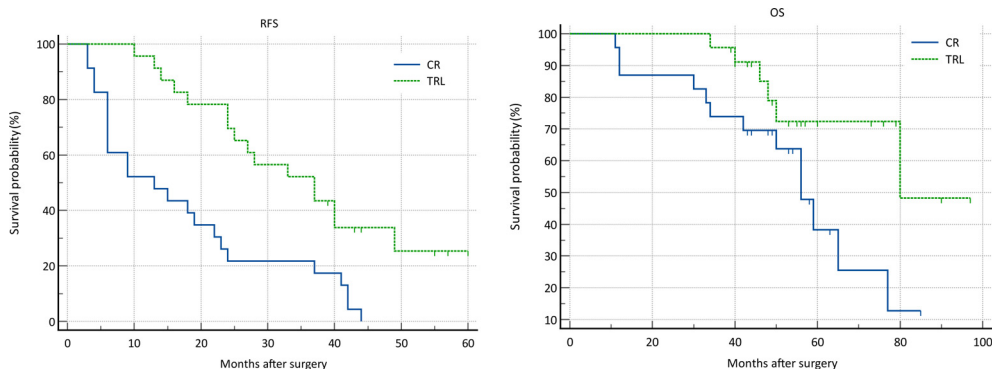 RFS
Survival probability (%)
100
80
60
40
20
0
CR
TRL
0 10 20 30 40 50 60
Months after surgery
OS
Survival probability (%)
100
90
80
70
60
50
40
30
20
10
CR
TRL
0 20 40 60 80 100
Months after surgery